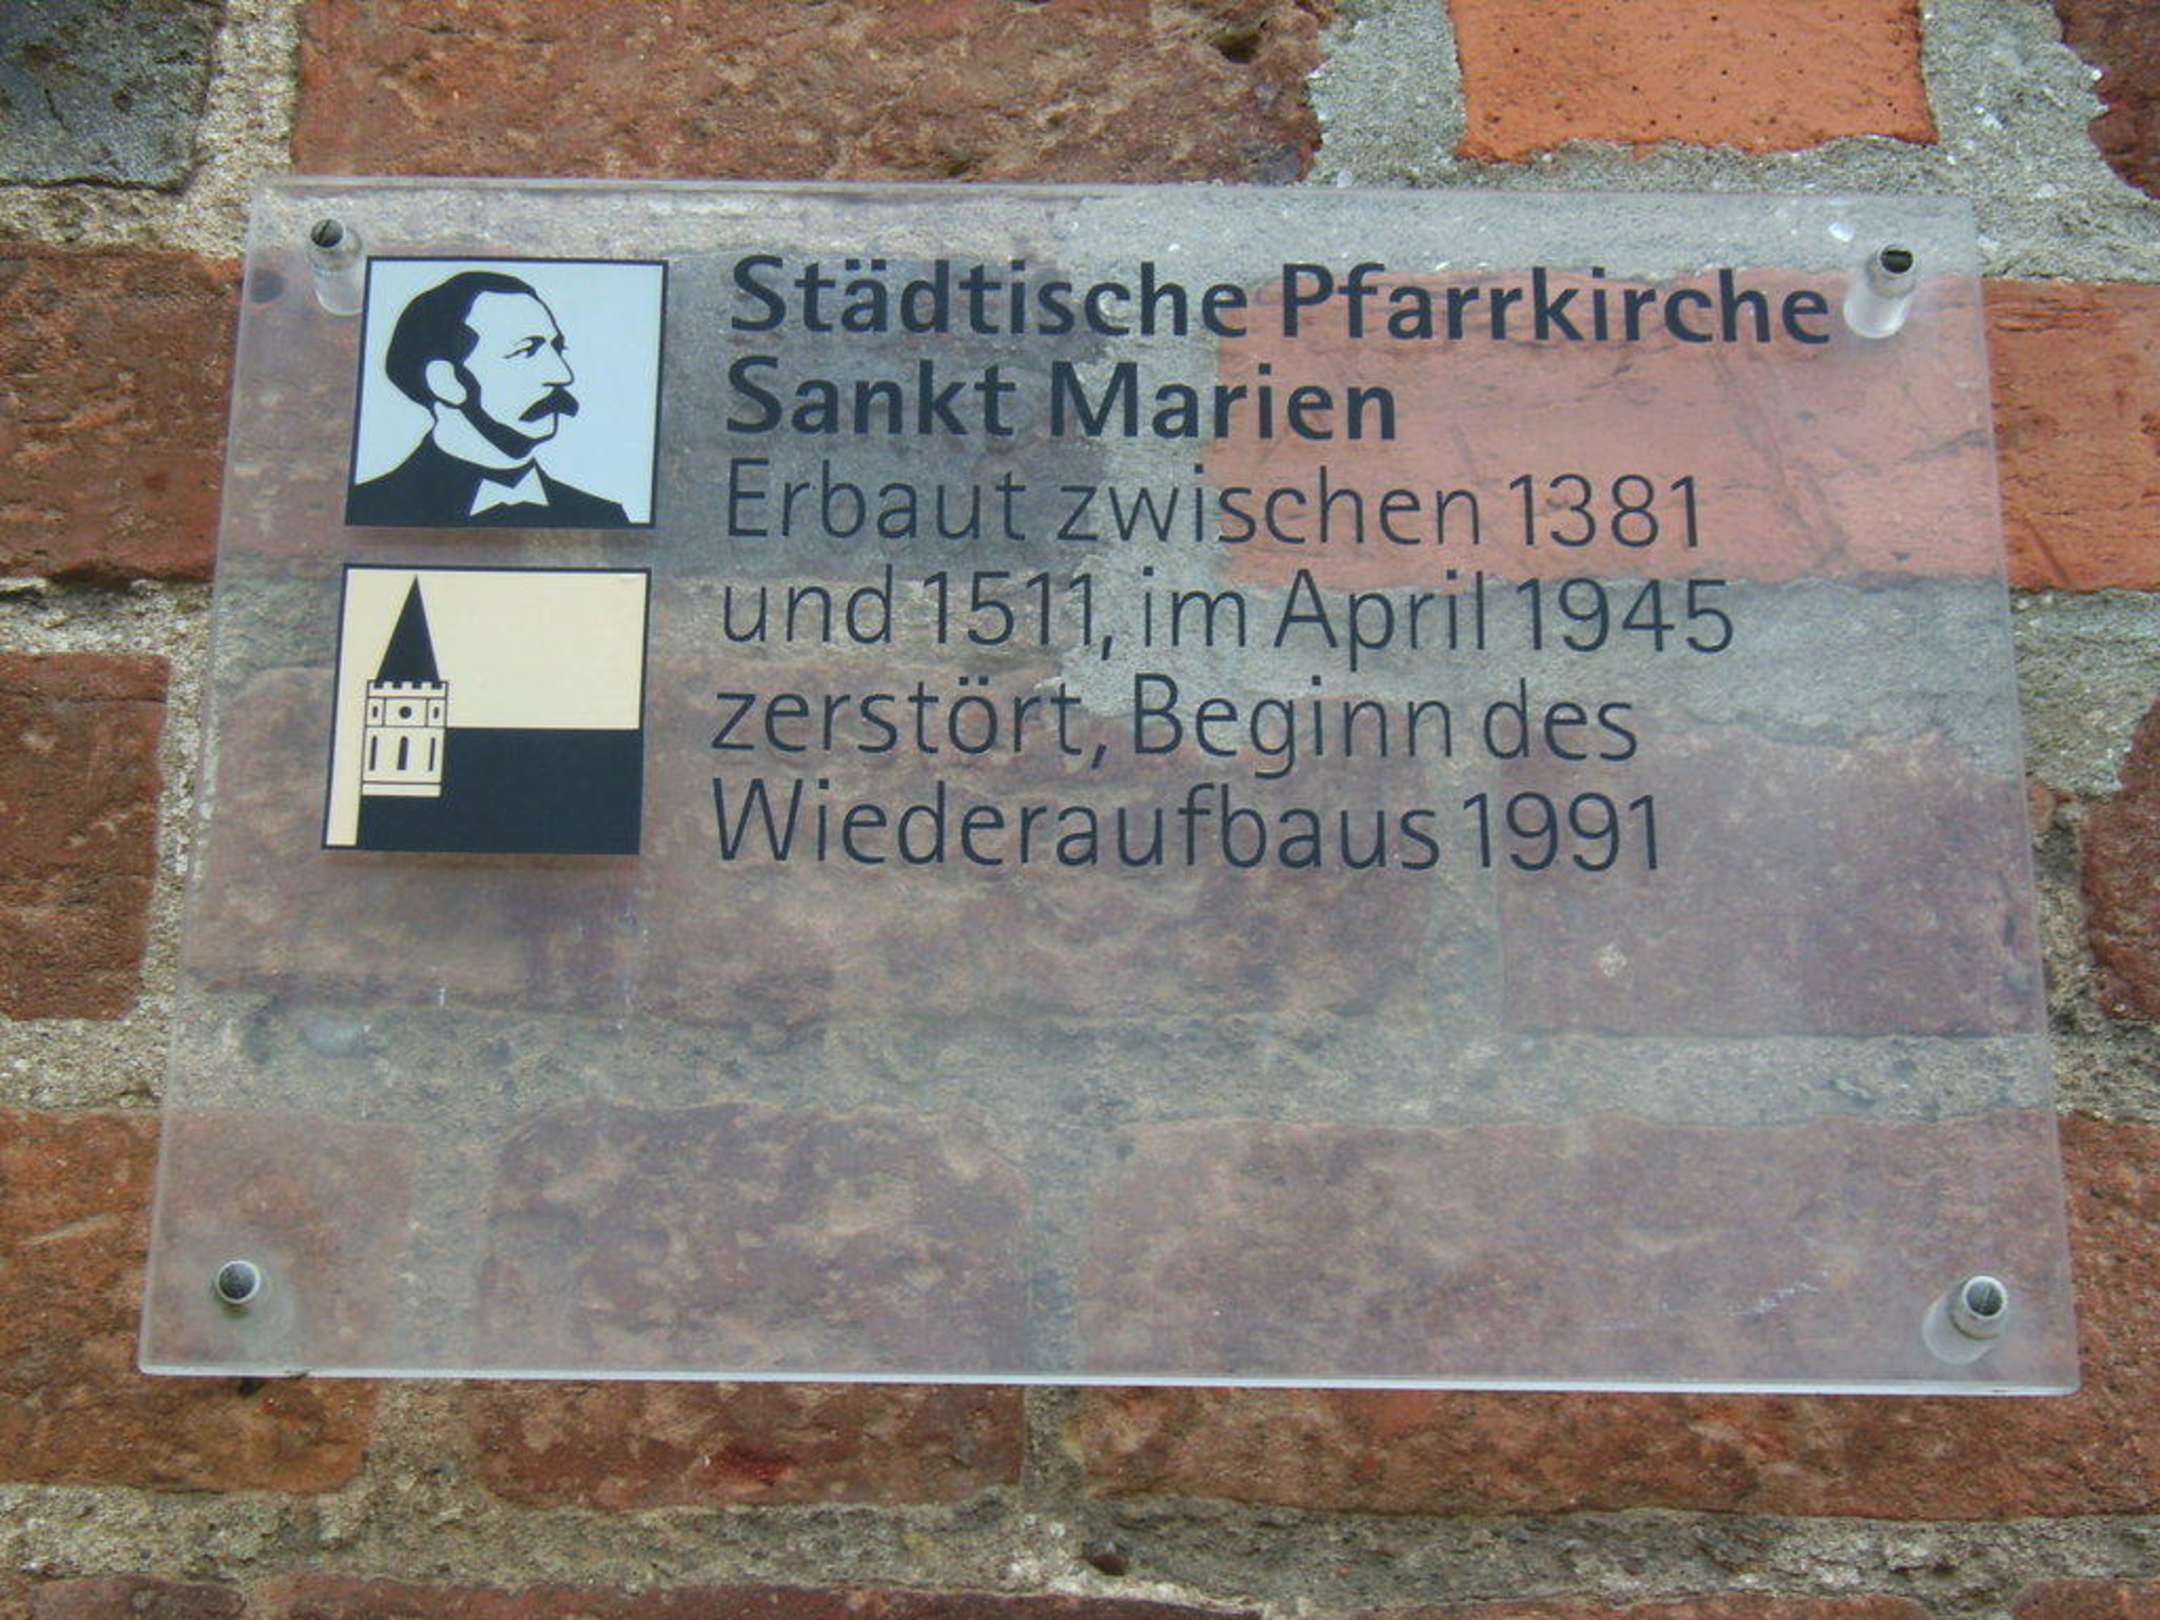 Städtische Pfarrkirche
Sankt Marien
Erbaut zwischen 1381
und 1511, im April 1945
zerstört, Beginn des
Wiederaufbaus 1991